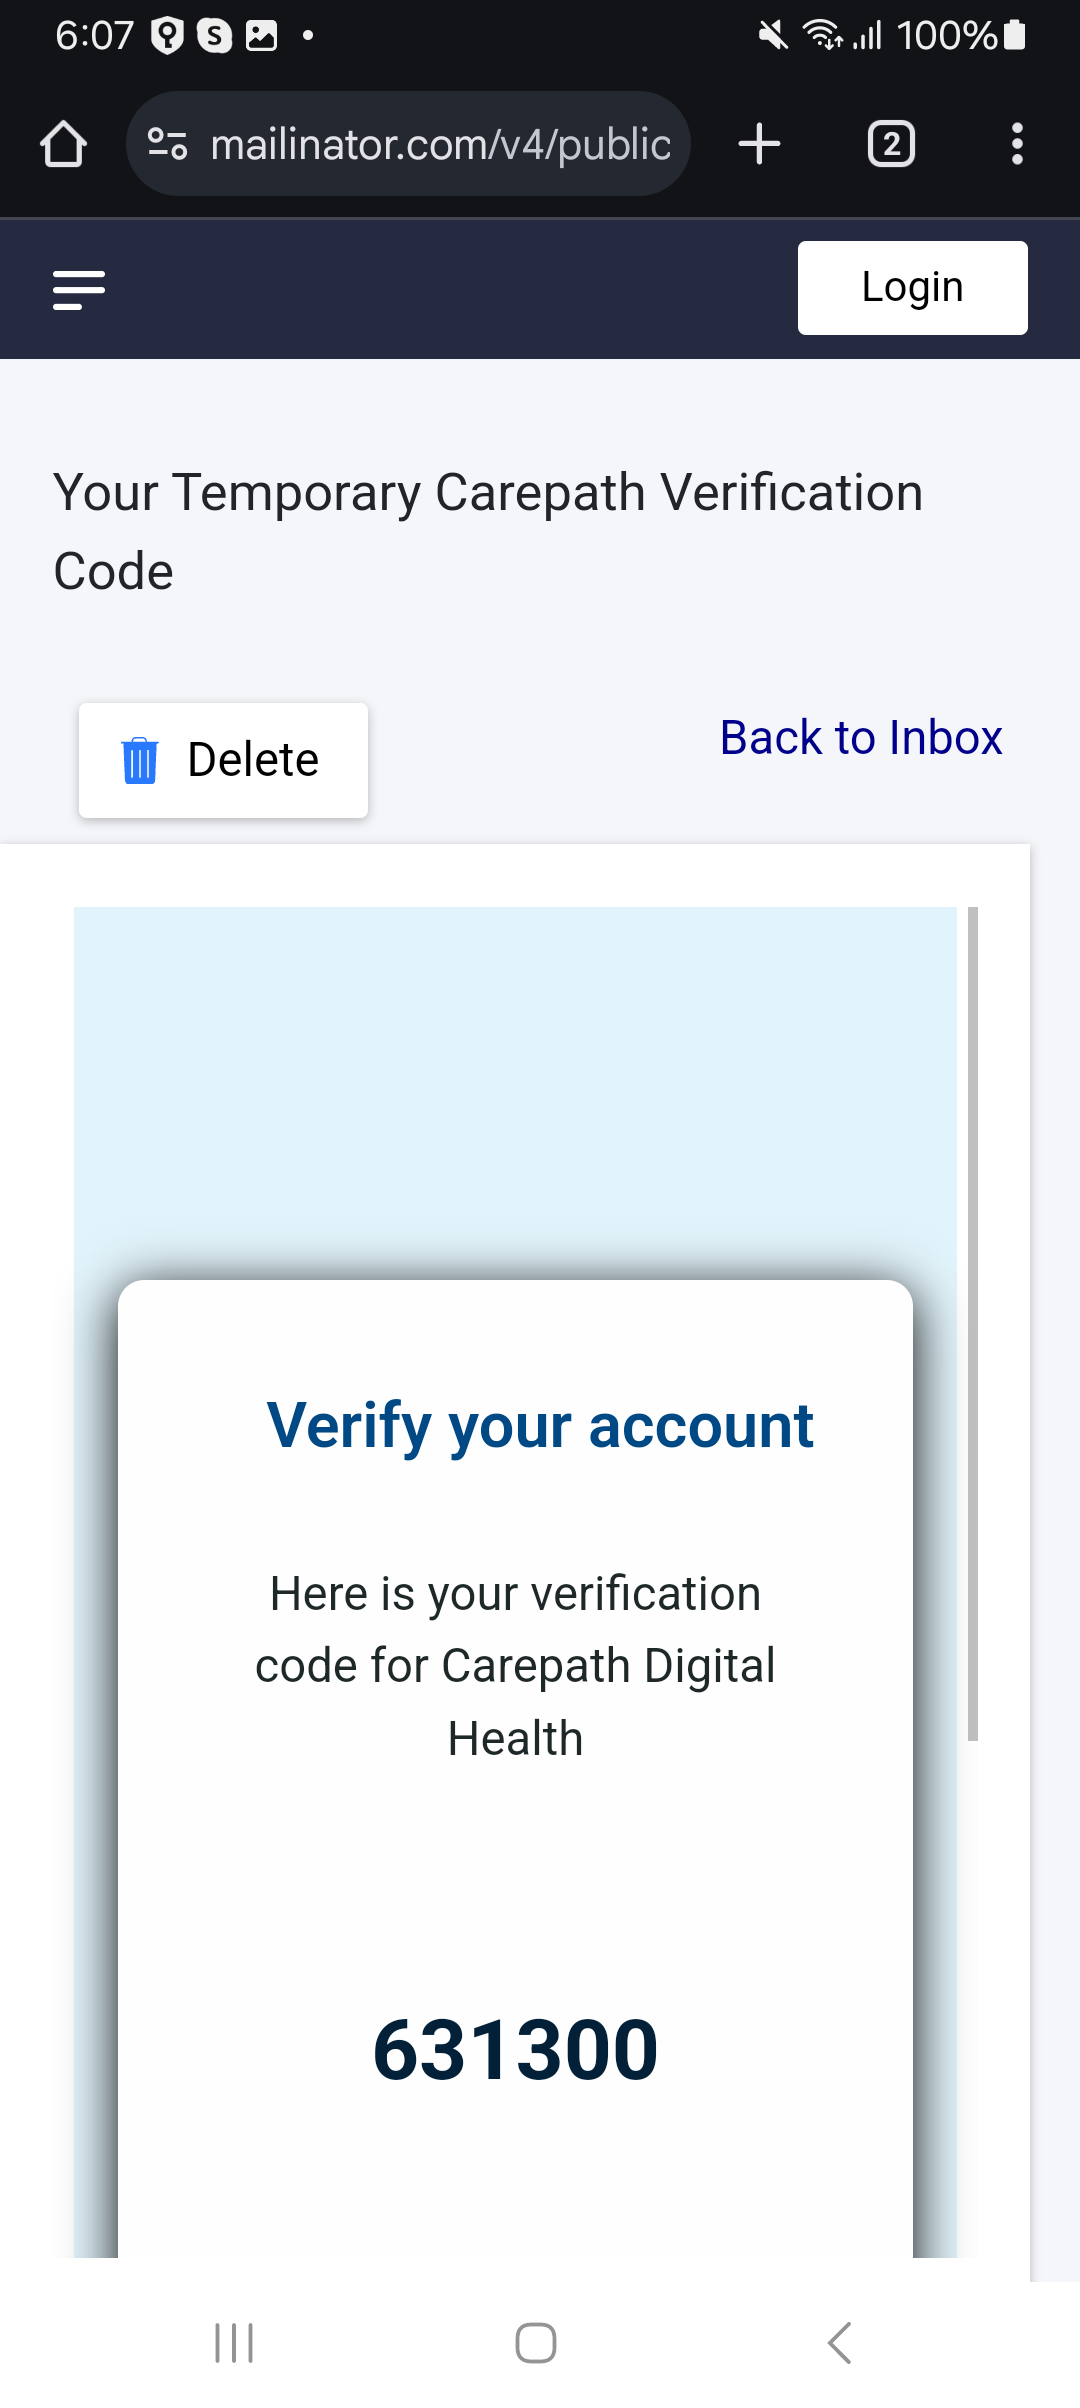 6:07
100%
mailinator.com/v4/public
2
Login
Your Temporary Carepath Verification
Code
Delete
Back to Inbox
Verify your account
Here is your verification
code for Carepath Digital
Health
631300